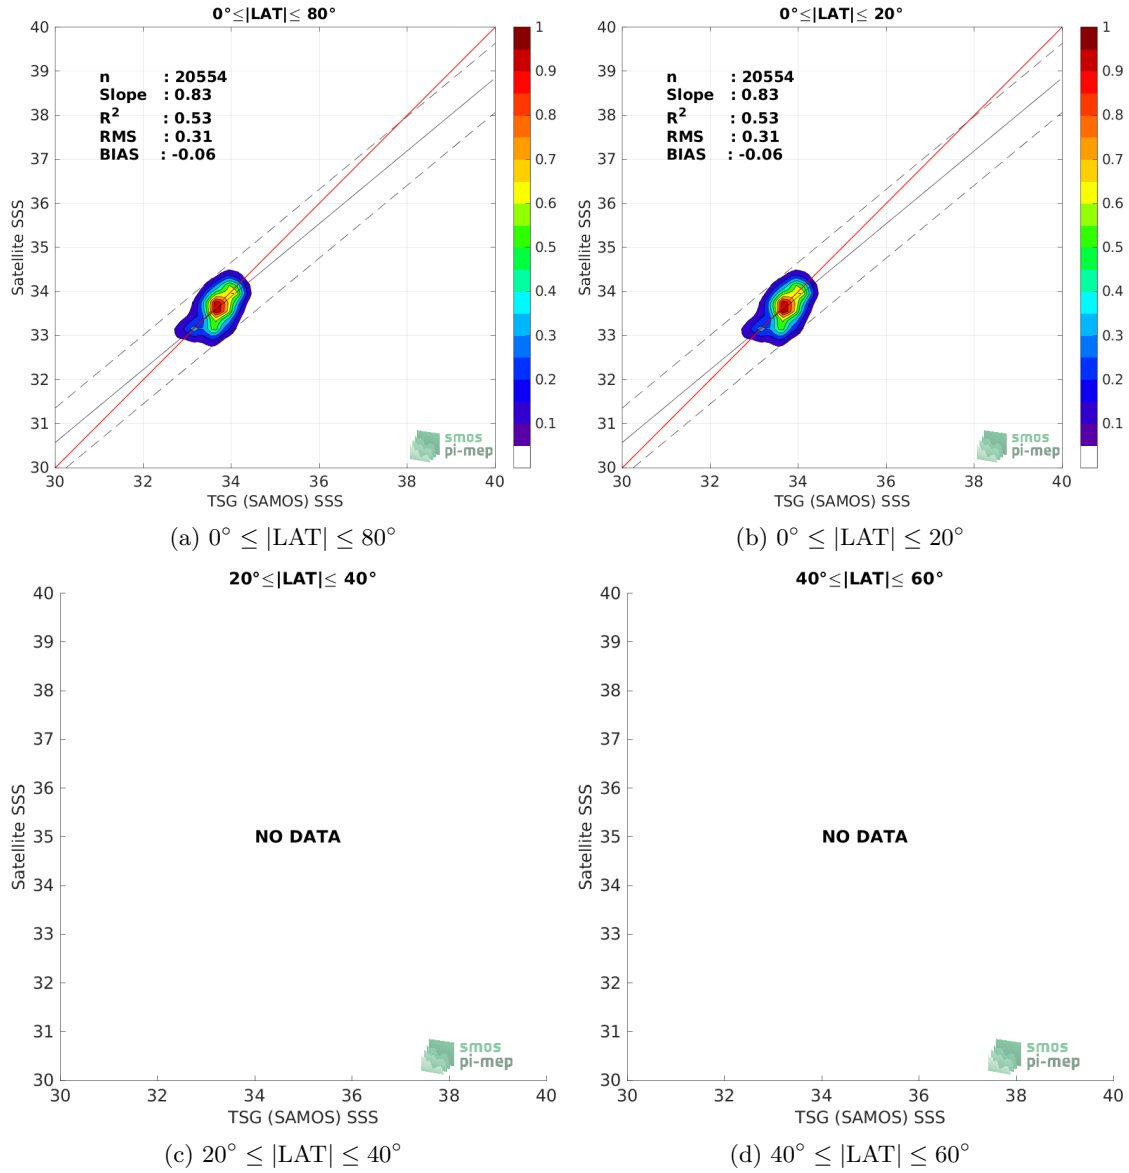 0°≤|LAT|≤ 80°
n : 20554
Slope : 0.83
R² : 0.53
RMS : 0.31
BIAS : -0.06
Satellite SSS
40
39
38
37
36
35
34
33
32
31
30
30 32 34 36 38 40
TSG (SAMOS) SSS
1
0.9
0.8
0.7
0.6
0.5
0.4
0.3
0.2
0.1
smos
pi-mep
(a) 0° ≤ |LAT| ≤ 80°
0°≤|LAT|≤ 20°
n : 20554
Slope : 0.83
R² : 0.53
RMS : 0.31
BIAS : -0.06
Satellite SSS
40
39
38
37
36
35
34
33
32
31
30
30 32 34 36 38 40
TSG (SAMOS) SSS
1
0.9
0.8
0.7
0.6
0.5
0.4
0.3
0.2
0.1
smos
pi-mep
(b) 0° ≤ |LAT| ≤ 20°
20°≤|LAT|≤ 40°
Satellite SSS
40
39
38
37
36
35
34
33
32
31
30
NO DATA
30 32 34 36 38 40
TSG (SAMOS) SSS
smos
pi-mep
(c) 20° ≤ |LAT| ≤ 40°
40°≤|LAT|≤ 60°
Satellite SSS
40
39
38
37
36
35
34
33
32
31
30
NO DATA
30 32 34 36 38 40
TSG (SAMOS) SSS
smos
pi-mep
(d) 40° ≤ |LAT| ≤ 60°